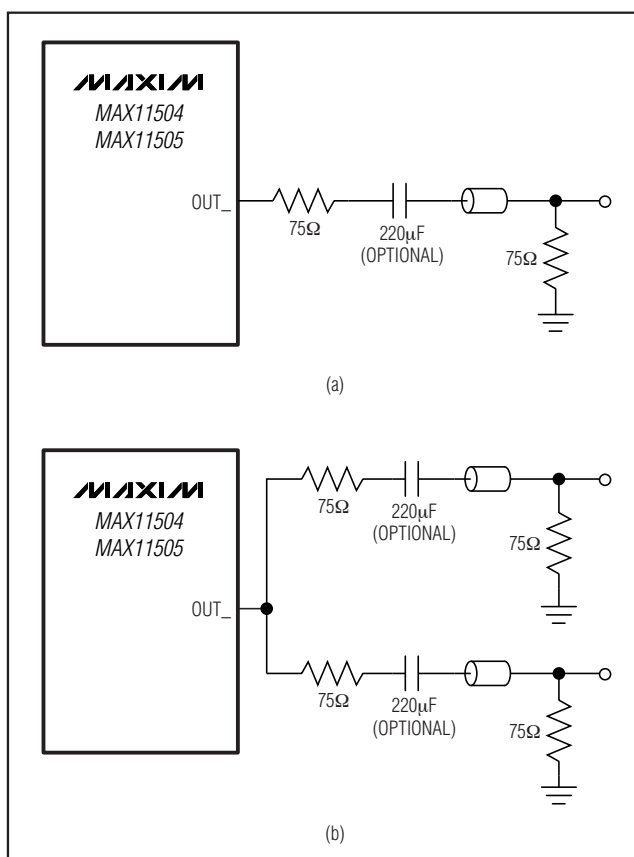 MAXIM
MAX11504
MAX11505
OUT_
75Ω
220μF
(OPTIONAL)
75Ω
(a)
MAXIM
MAX11504
MAX11505
OUT_
75Ω
220μF
(OPTIONAL)
75Ω
75Ω
220μF
(OPTIONAL)
75Ω
(b)